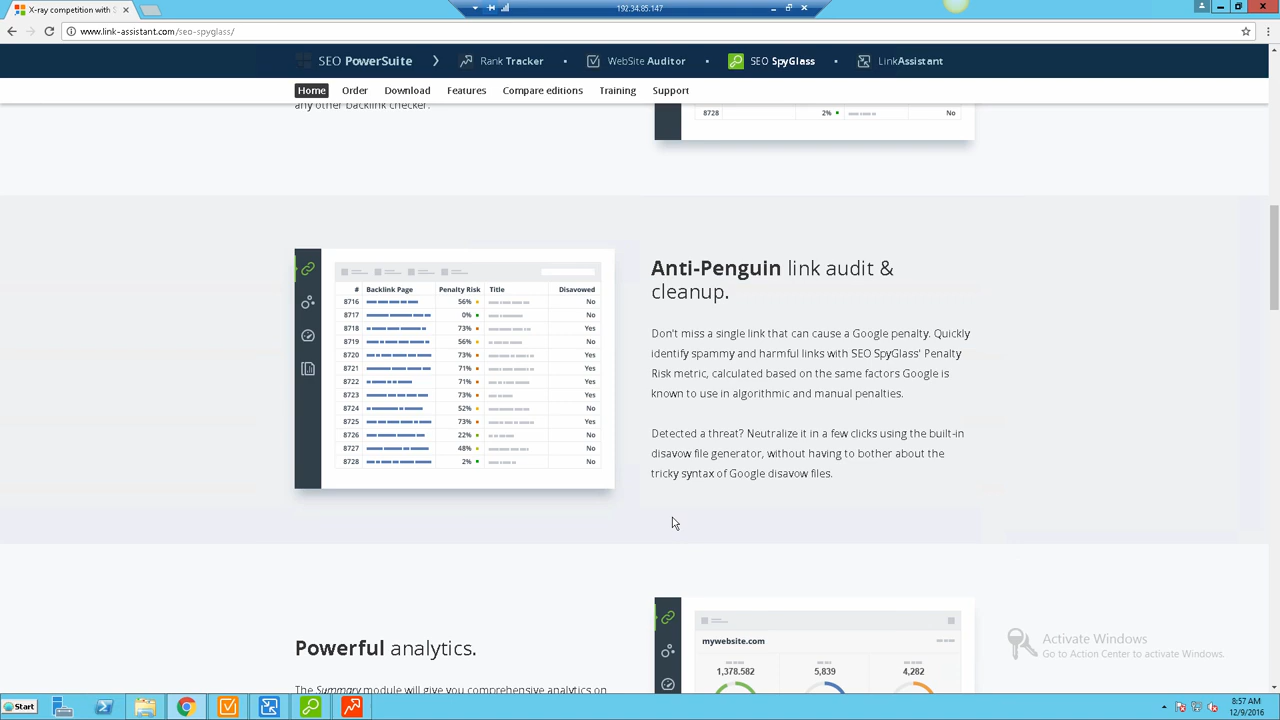 X-ray competition with S
192.34.85.147
www.link-assistant.com/seo-spyglass/
SEO PowerSuite
Rank Tracker
WebSite Auditor
SEO SpyGlass
LinkAssistant
Home
Order
Download
Features
Compare editions
Training
Support
any other backlink checker.
8728 2% No
# Backlink Page Penalty Risk Title Disavowed
8716 56% No
8717 0% No
8718 73% Yes
8719 56% No
8720 73% Yes
8721 71% Yes
8722 71% Yes
8723 73% Yes
8724 52% No
8725 73% Yes
8726 22% No
8727 48% No
8728 2% No
Anti-Penguin link audit &
cleanup.
Don't miss a single link that can cause a Google penalty. Quickly
identify spammy and harmful links with SEO SpyGlass' Penalty
Risk metric, calculated based on the same factors Google is
known to use in algorithmic and manual penalties.
Detected a threat? Neutralize it in a few clicks using the built-in
disavow file generator, without having to bother about the
tricky syntax of Google disavow files.
Powerful analytics.
The Summary module will give you comprehensive analytics on
mywebsite.com
1,378.582 5,839 4,282
Activate Windows
Go to Action Center to activate Windows.
Start
8:57 AM
12/9/2016